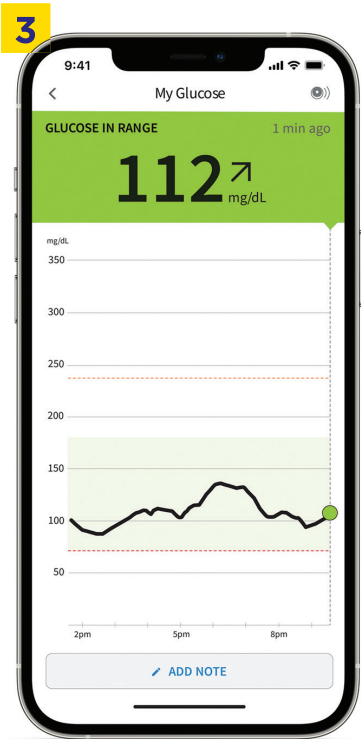 3
9:41
My Glucose
GLUCOSE IN RANGE 1 min ago
112 mg/dL
mg/dL
350
300
250
200
150
100
50
2pm 5pm 8pm
ADD NOTE